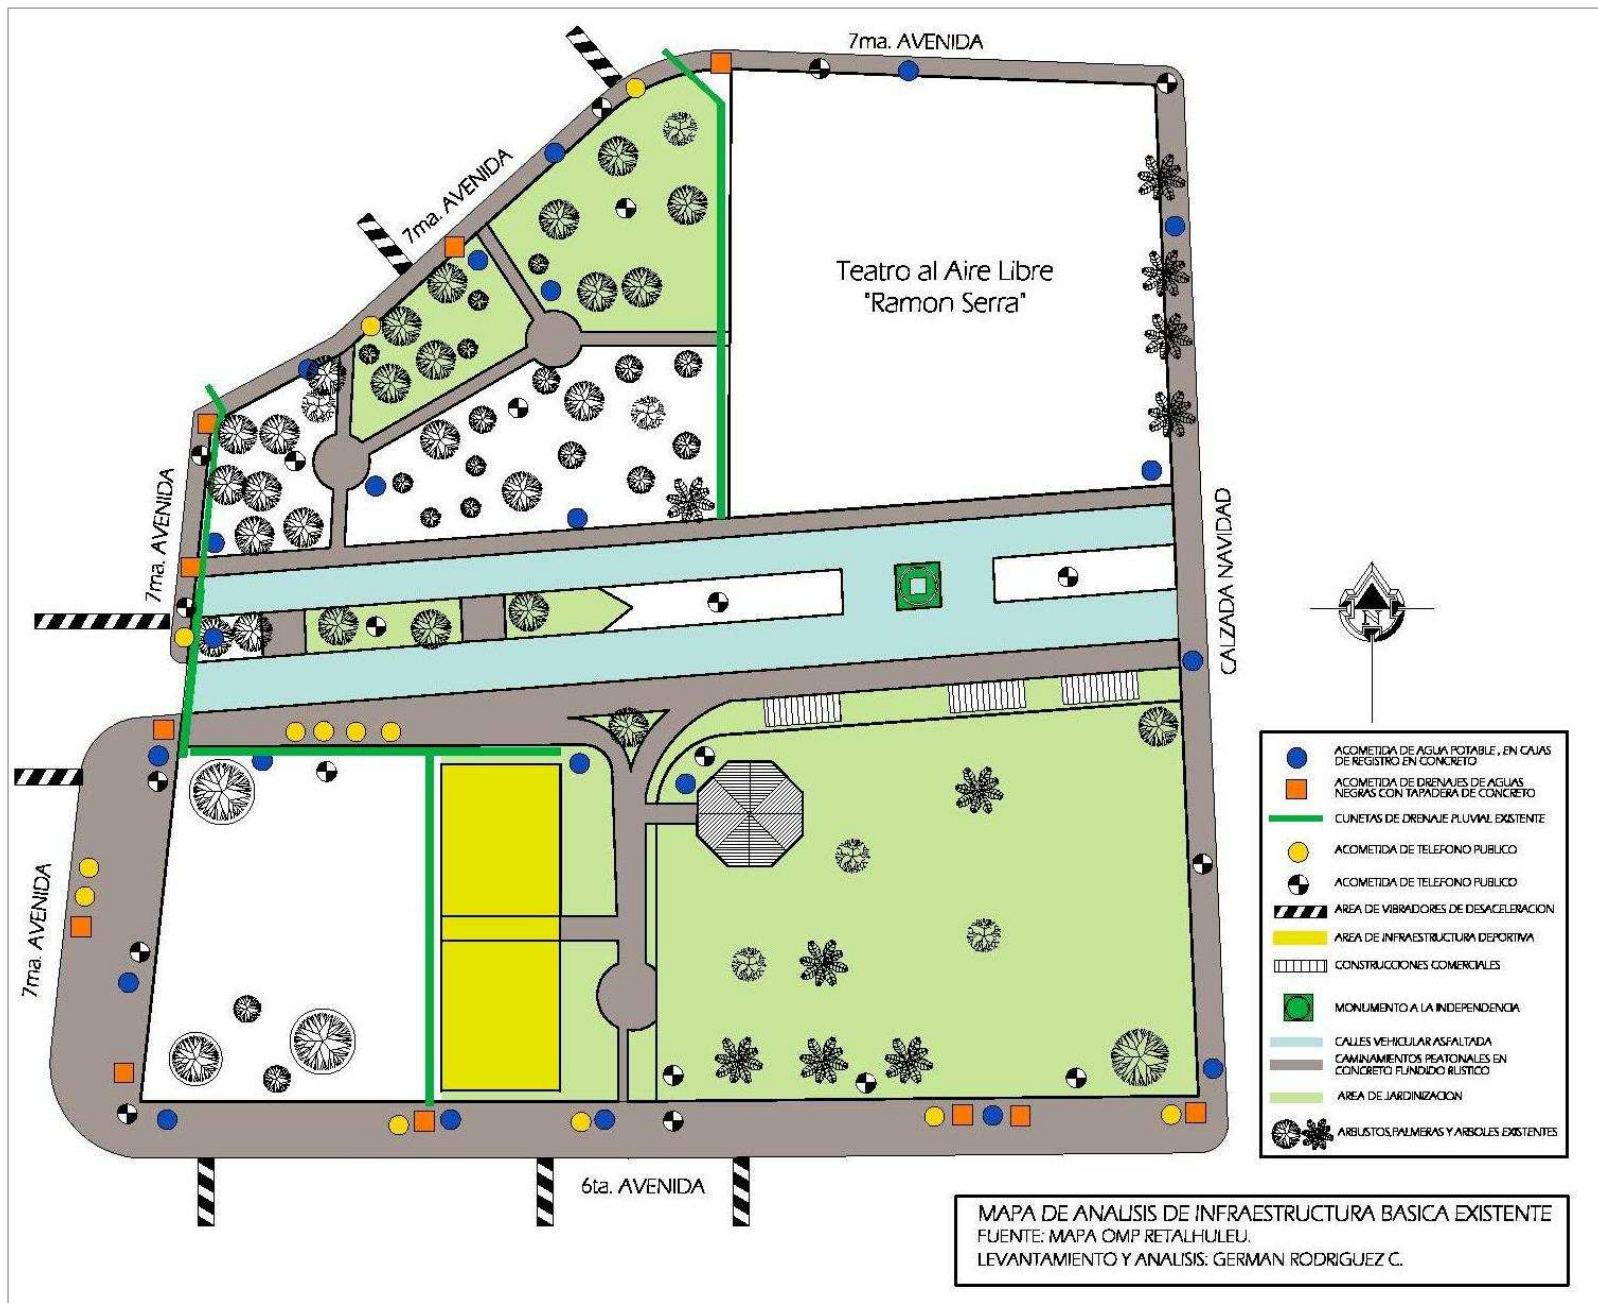 7ma. AVENIDA
7ma. AVENIDA
Teatro al Aire Libre
"Ramon Serra"
7ma. AVENIDA
CALZADA NAVIDAD
N
7ma. AVENIDA
6ta. AVENIDA
ACOMETIDA DE AGUA POTABLE, EN CAJAS
DE REGISTRO EN CONCRETO
ACOMETIDA DE DRENAJES DE AGUAS
NEGRAS CON TAPADERA DE CONCRETO
CUNETAS DE DRENAJE PLUVIAL EXISTENTE
ACOMETIDA DE TELEFONO PUBLICO
ACOMETIDA DE TELEFONO PUBLICO
AREA DE VIBRADORES DE DESACELERACION
AREA DE INFRAESTRUCTURA DEPORTIVA
CONSTRUCCIONES COMERCIALES
MONUMENTO A LA INDEPENDENCIA
CALLES VEHICULAR ASFALTADA
CAMINAMIENTOS PEATONALES EN
CONCRETO FUNDIDO RUSTICO
AREA DE JARDINIZACION
ARBUSTOS, PALMERAS Y ARBOLES EXISTENTES
MAPA DE ANALISIS DE INFRAESTRUCTURA BASICA EXISTENTE
FUENTE: MAPA OMP RETALHULEU.
LEVANTAMIENTO Y ANALISIS: GERMAN RODRIGUEZ C.